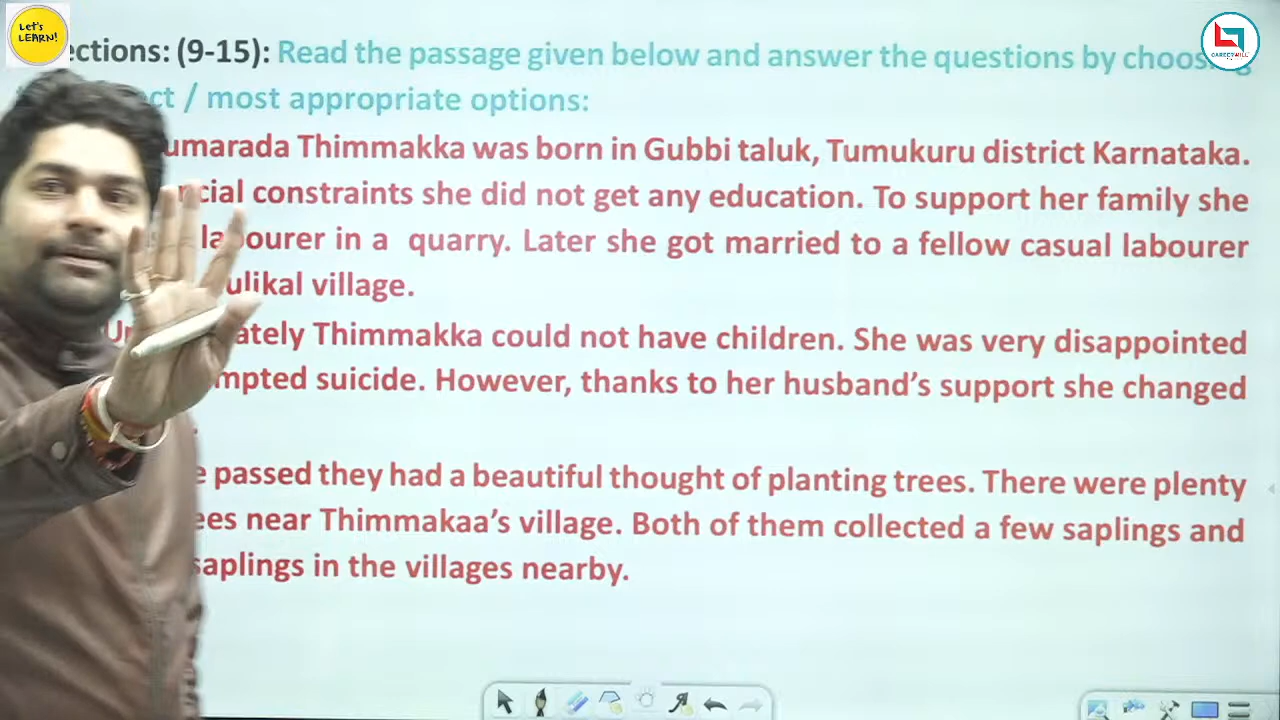 Let's
LEARN!
ections: (9-15): Read the passage given below and answer the questions by choosing
ect / most appropriate options:
umarada Thimmakka was born in Gubbi taluk, Tumukuru district Karnataka.
ncial constraints she did not get any education. To support her family she
labourer in a quarry. Later she got married to a fellow casual labourer
ulikal village.
ately Thimmakka could not have children. She was very disappointed
mpted suicide. However, thanks to her husband's support she changed
e passed they had a beautiful thought of planting trees. There were plenty
ees near Thimmakaa's village. Both of them collected a few saplings and
saplings in the villages nearby.